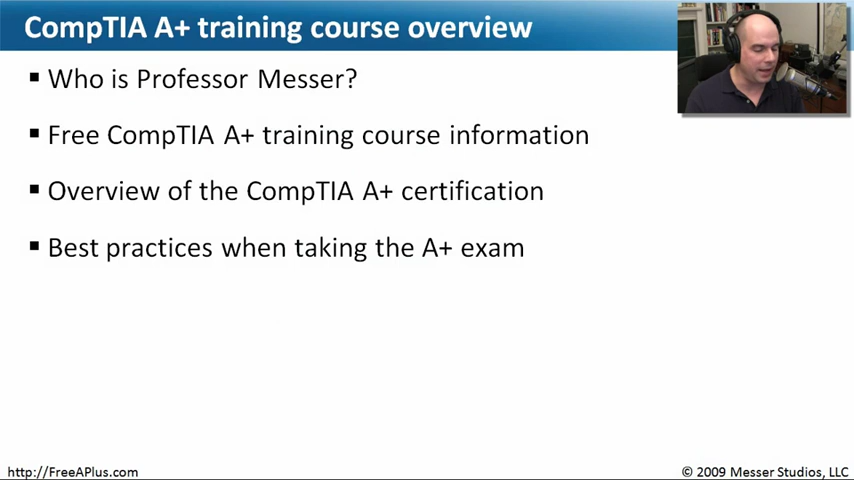 CompTIA A+ training course overview
▪ Who is Professor Messer?
▪ Free CompTIA A+ training course information
▪ Overview of the CompTIA A+ certification
▪ Best practices when taking the A+ exam
http://FreeAPlus.com
© 2009 Messer Studios, LLC